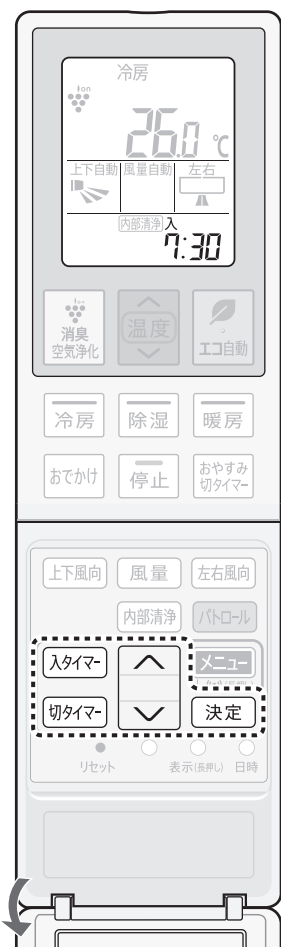 冷房
ion
26.0 ℃
上下自動 風量自動 左右
内部清浄 入
7:30
ion
消臭
空気浄化
温度
エコ自動
冷房 除湿 暖房
おでかけ 停止 おやすみ
切タイマー
上下風向 風量 左右風向
内部清浄 パトロール
入タイマー メニュー
切タイマー 決定
リセット 表示(長押し) 日時